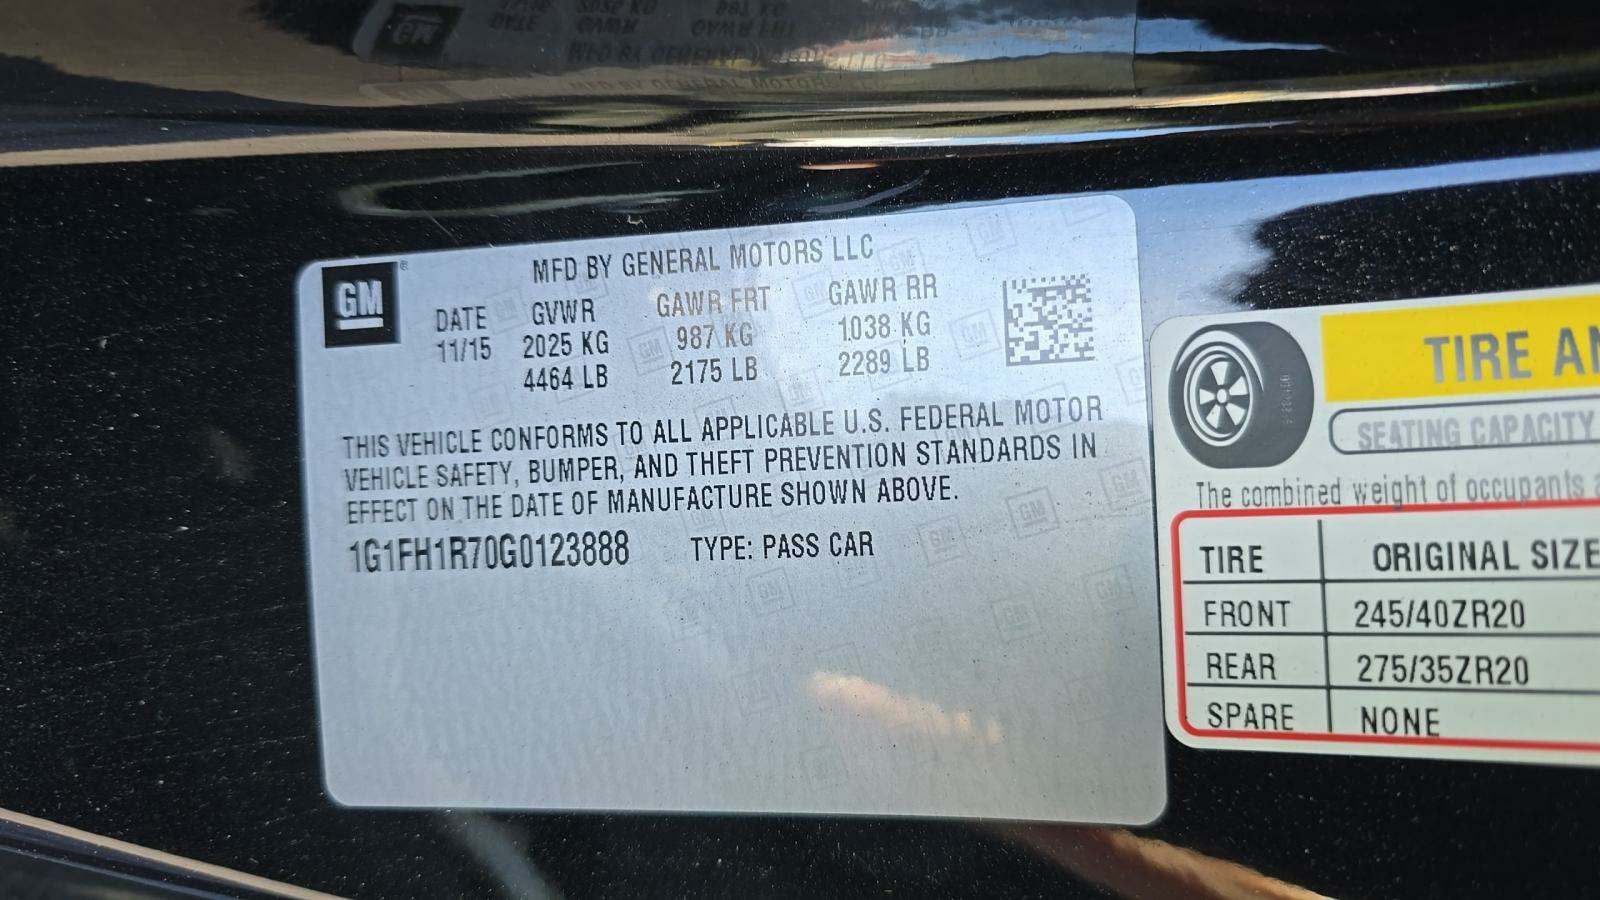 GM
MFD BY GENERAL MOTORS LLC
DATE GVWR GAWR FRT GAWR RR
11/15 2025 KG 987 KG 1038 KG
4464 LB 2175 LB 2289 LB
THIS VEHICLE CONFORMS TO ALL APPLICABLE U.S. FEDERAL MOTOR
VEHICLE SAFETY, BUMPER, AND THEFT PREVENTION STANDARDS IN
EFFECT ON THE DATE OF MANUFACTURE SHOWN ABOVE.
1G1FH1R70G0123888 TYPE: PASS CAR
TIRE
SEATING CAPACITY
The combined weight of occupants
TIRE ORIGINAL SIZE
FRONT 245/40ZR20
REAR 275/35ZR20
SPARE NONE